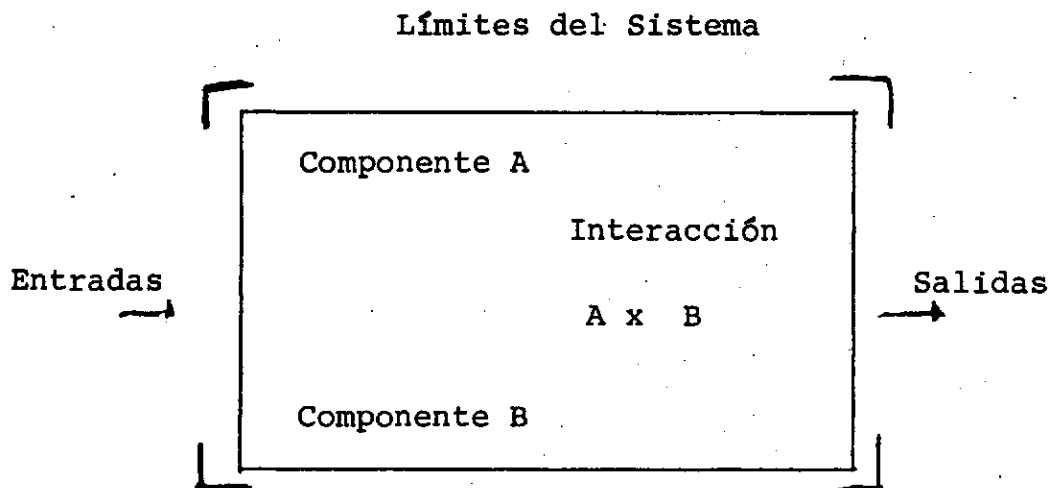 Límites del Sistema
Componente A
Interacción
Entradas
Salidas
A x B
Componente B